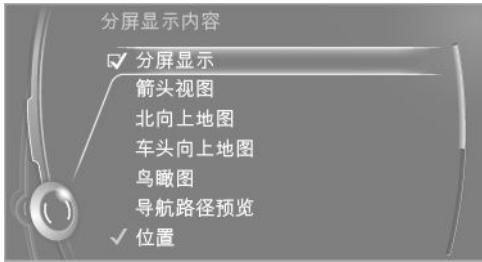 分屏显示内容
分屏显示
箭头视图
北向上地图
车头向上地图
鸟瞰图
导航路径预览
位置